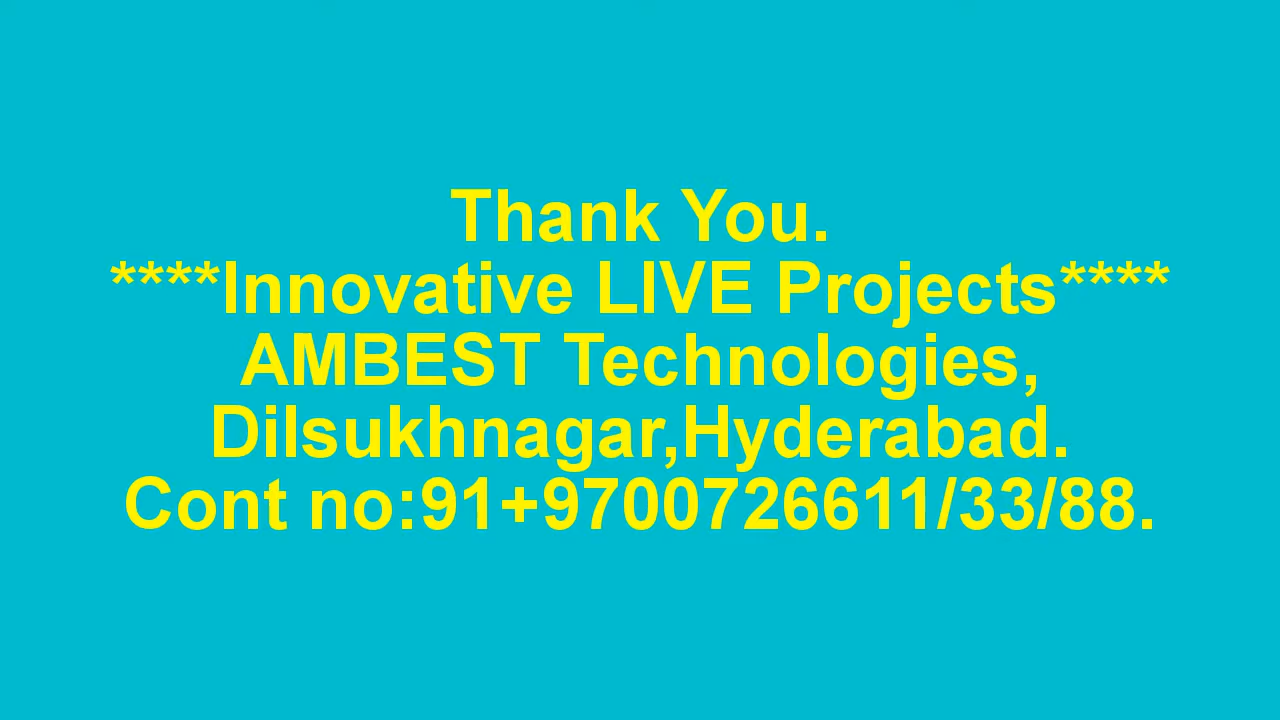 Thank You.
****Innovative LIVE Projects****
AMBEST Technologies,
Dilsukhnagar,Hyderabad.
Cont no:91+9700726611/33/88.